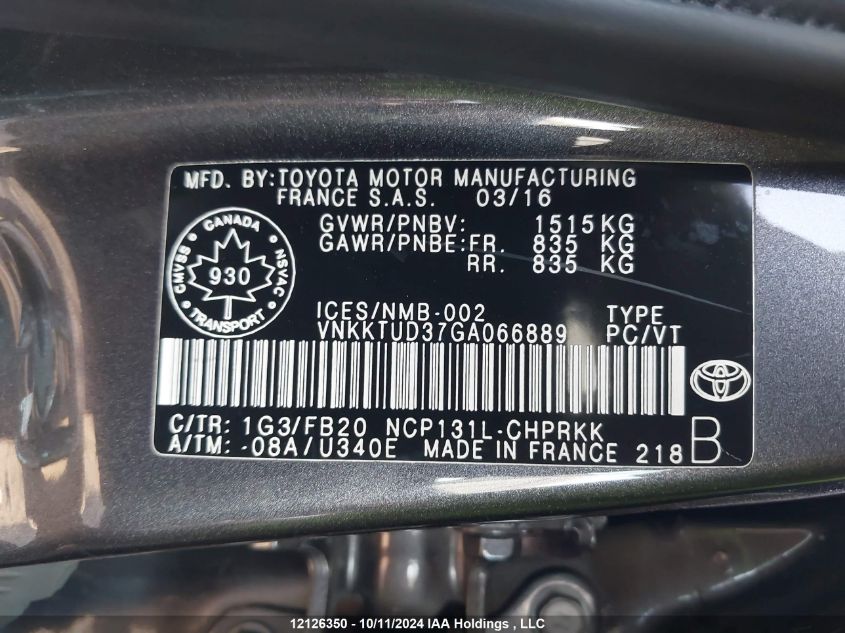 MFD. BY:TOYOTA MOTOR MANUFACTURING
FRANCE S.A.S. 03/16
GVWR/PNBV: 1515KG
GAWR/PNBE:FR. 835 KG
RR. 835 KG
CANADA
CMVSS 930 NSVAC
TRANSPORT
ICES/NMB-002 TYPE
VNKKTUD37GA066889 PC/VT
C/TR: 1G3/FB20 NCP131L-CHPRKK
A/TM: -08A/U340E MADE IN FRANCE 218 B
12126350 - 10/11/2024 IAA Holdings , LLC